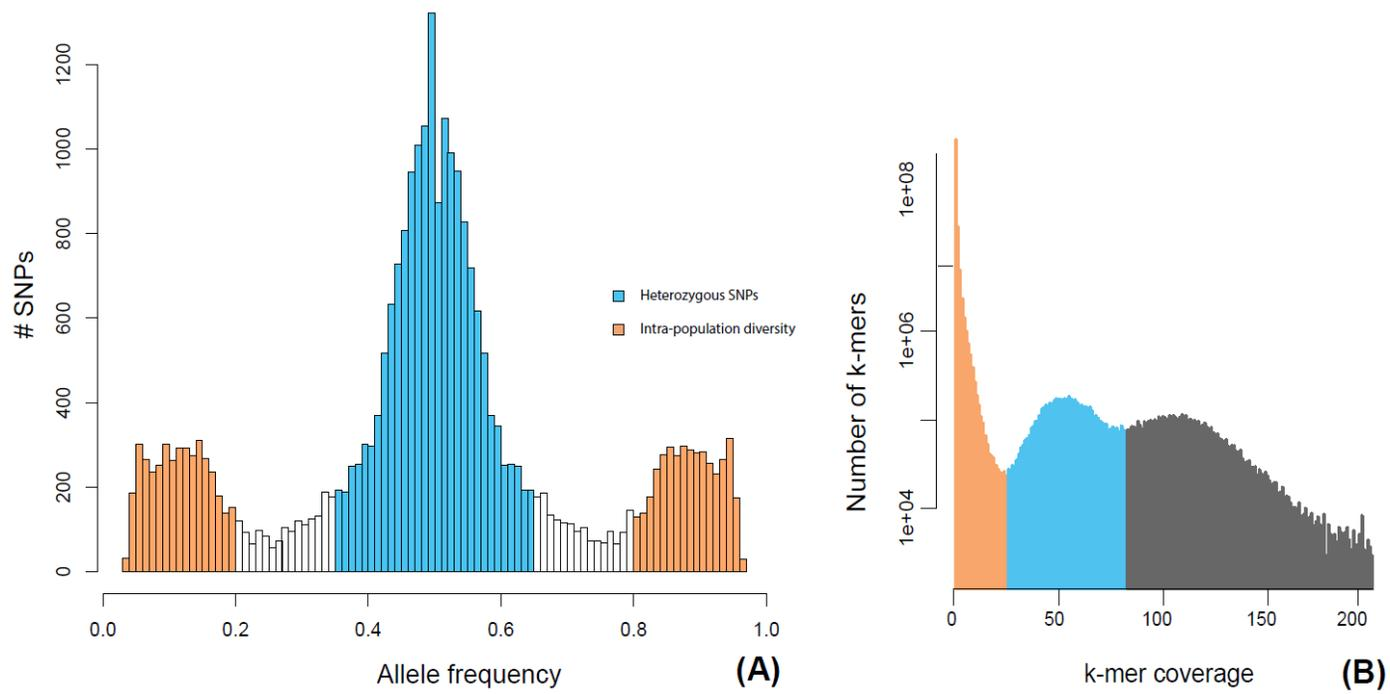 # SNPs
1200
1000
800
600
400
200
0
Heterozygous SNPs
Intra-population diversity
0.0 0.2 0.4 0.6 0.8 1.0
Allele frequency
(A)
Number of k-mers
1e+08
1e+06
1e+04
0 50 100 150 200
k-mer coverage
(B)